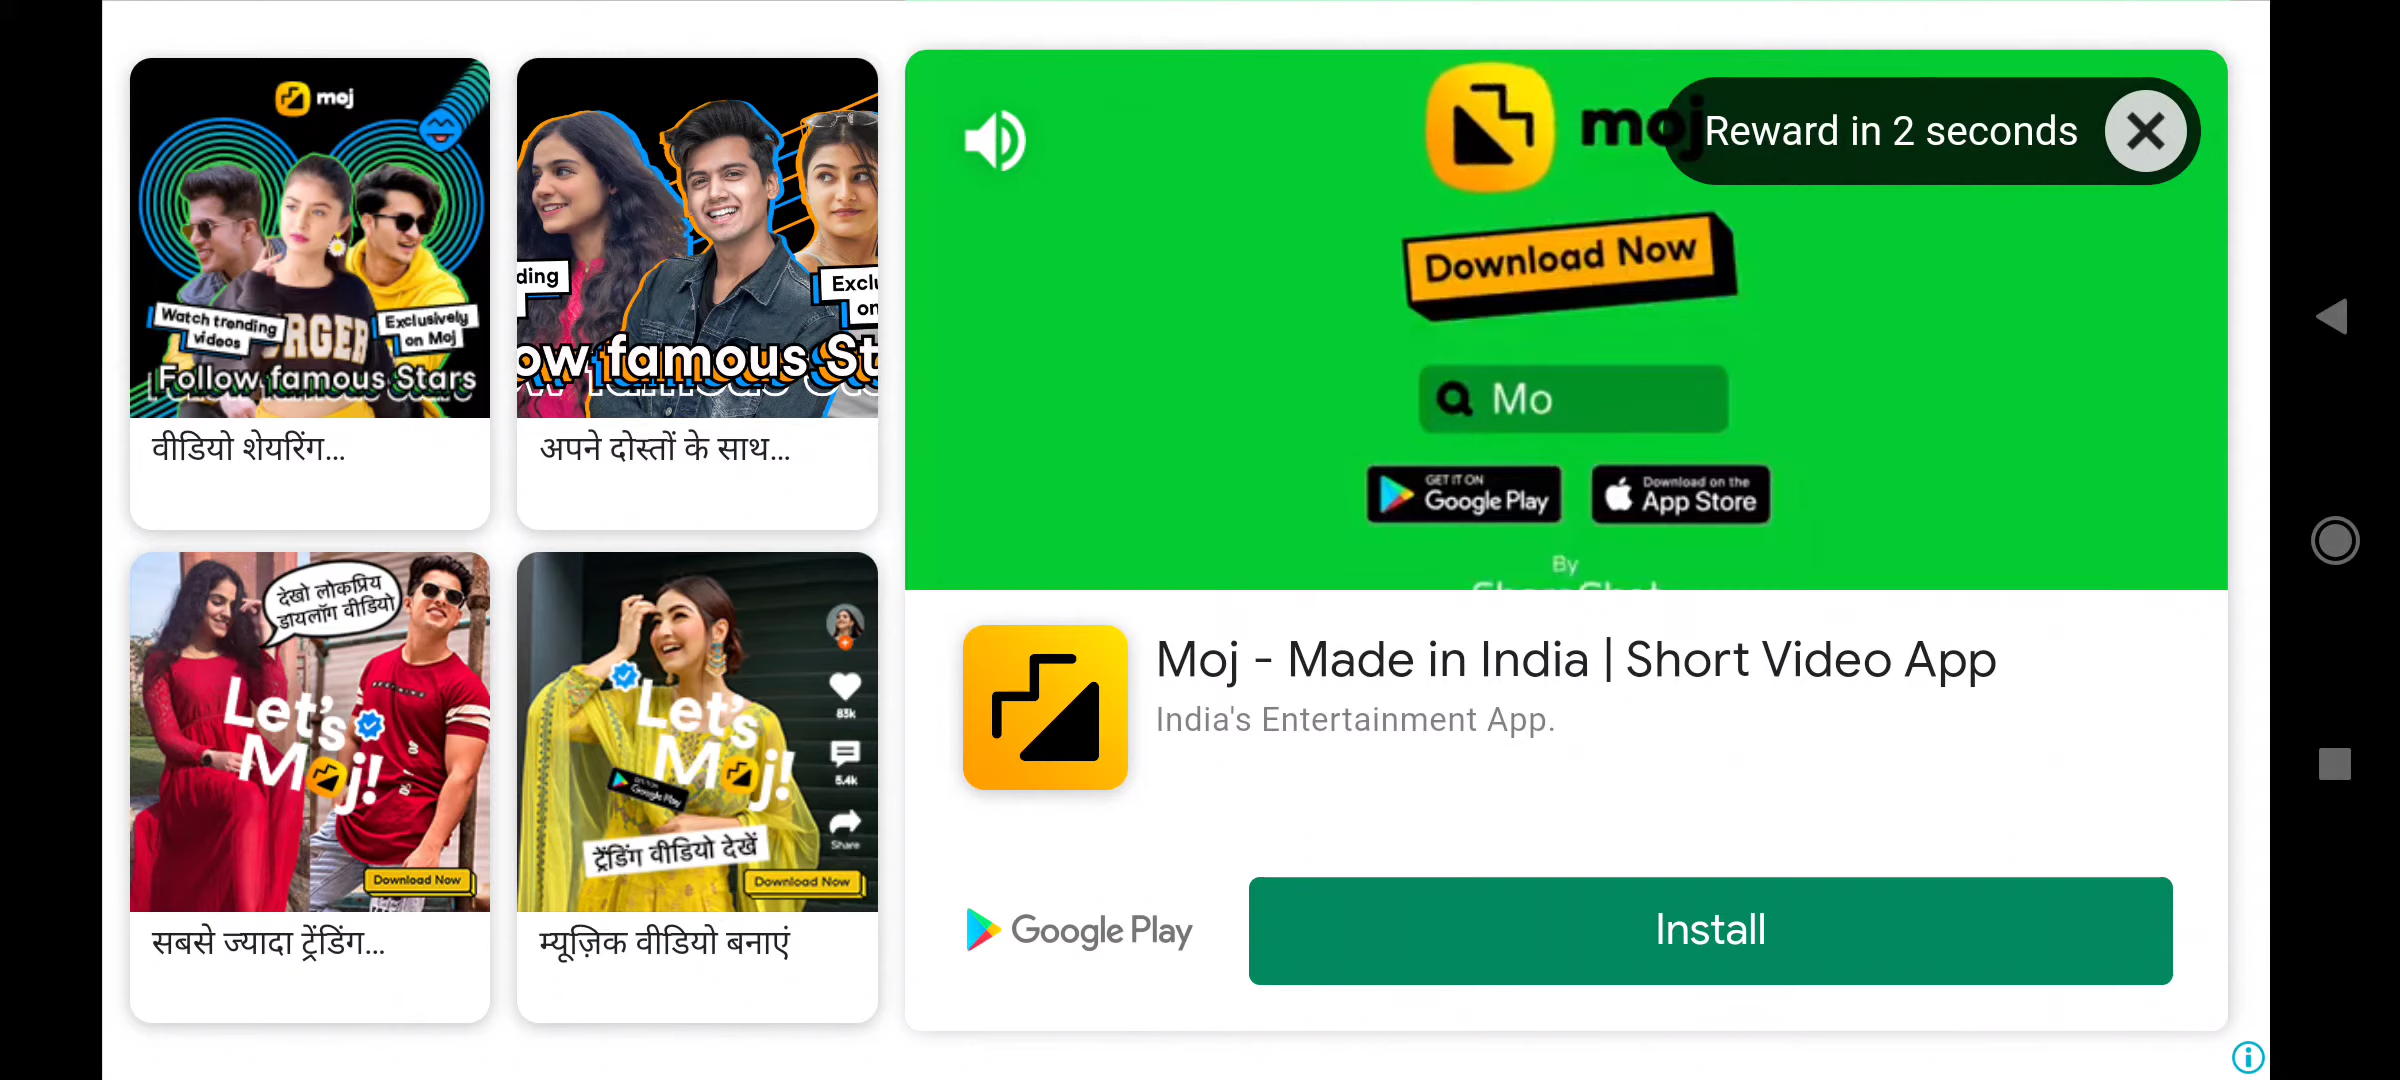 moj
Watch trending
videos
Exclusively
on Moj
Follow famous Stars
वीडियो शेयरिंग...
ding
Exclu
on
ow famous St
अपने दोस्तों के साथ...
देखो लोकप्रिय
डायलॉग वीडियो
Let's
Moj!
Download Now
सबसे ज्यादा ट्रेंडिंग...
83k
Let's
Moj!
5.4k
Google Play
Share
ट्रेंडिंग वीडियो देखें
Download Now
म्यूज़िक वीडियो बनाएं
moj
Reward in 2 seconds
Download Now
Mo
GET IT ON
Google Play
Download on the
App Store
By
Moj - Made in India | Short Video App
India's Entertainment App.
Google Play
Install